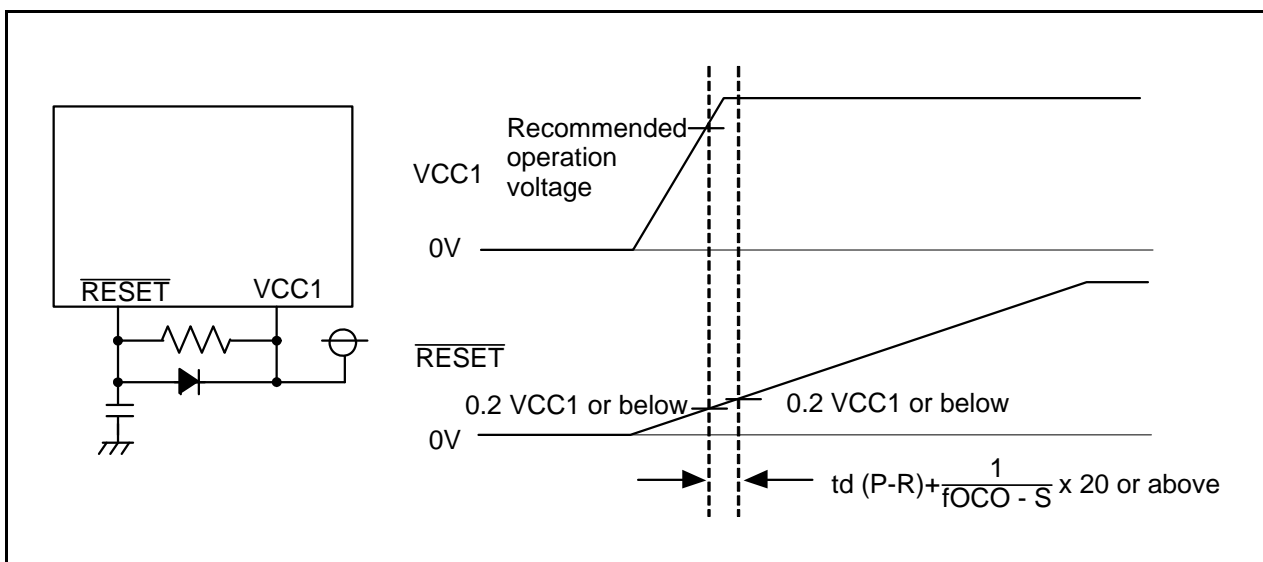 RESET
VCC1
VCC1
Recommended
operation
voltage
0V
RESET
0.2 VCC1 or below
0.2 VCC1 or below
0V
td (P-R)+ 1
fOCO - S x 20 or above